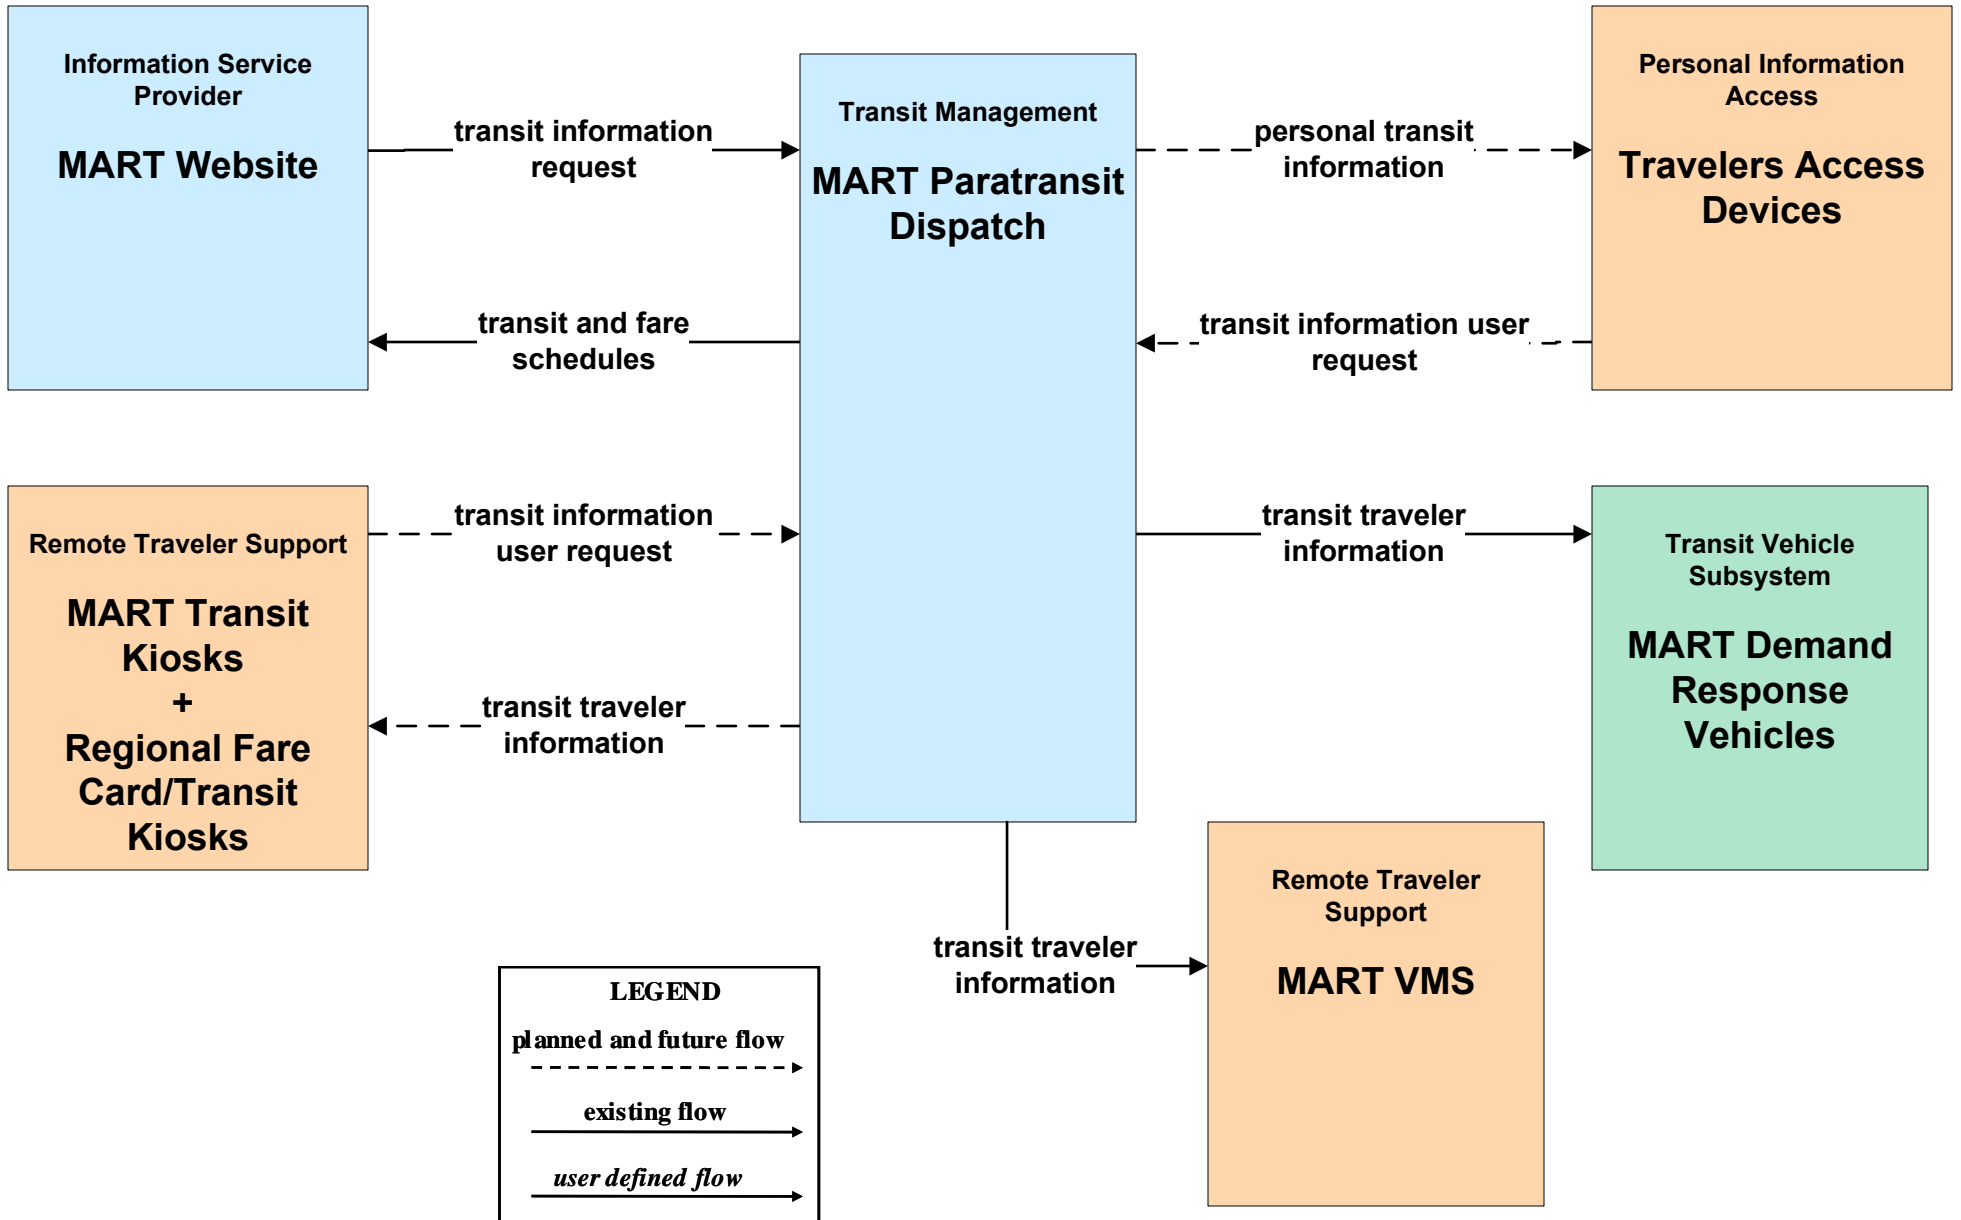 Information Service
Provider
MART Website
transit information
request
transit and fare
schedules
Transit Management
MART Paratransit
Dispatch
personal transit
information
transit information user
request
Personal Information
Access
Travelers Access
Devices
Remote Traveler Support
MART Transit
Kiosks
+
Regional Fare
Card/Transit
Kiosks
transit information
user request
transit traveler
information
transit traveler
information
Transit Vehicle
Subsystem
MART Demand
Response
Vehicles
transit traveler
information
Remote Traveler
Support
MART VMS
LEGEND
planned and future flow
existing flow
user defined flow